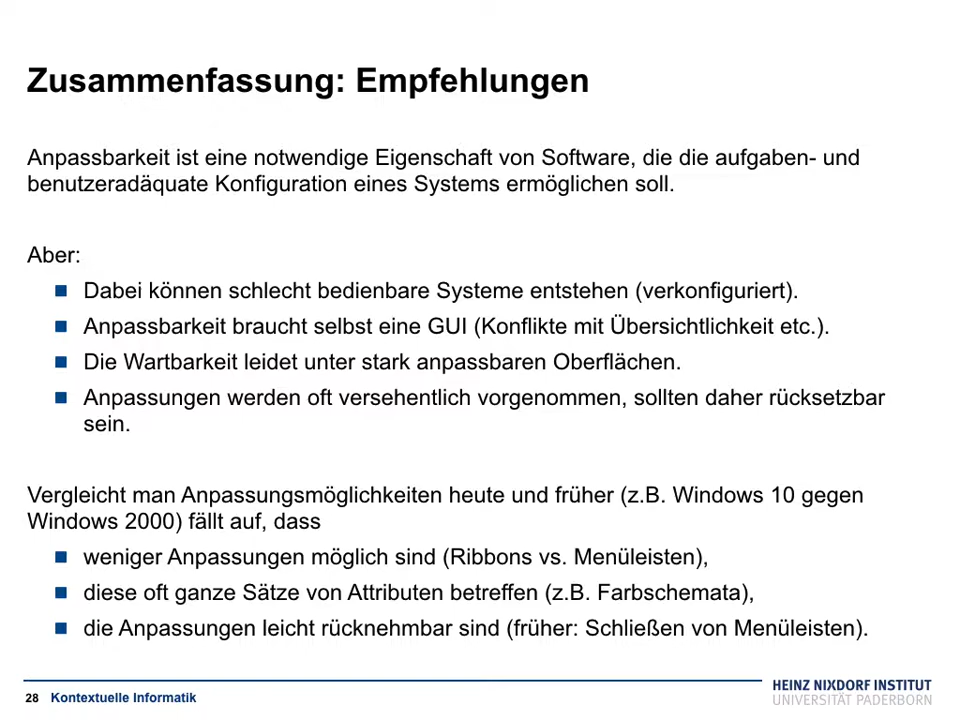 Zusammenfassung: Empfehlungen
Anpassbarkeit ist eine notwendige Eigenschaft von Software, die die aufgaben- und
benutzeradäquate Konfiguration eines Systems ermöglichen soll.
Aber:
Dabei können schlecht bedienbare Systeme entstehen (verkonfiguriert).
Anpassbarkeit braucht selbst eine GUI (Konflikte mit Übersichtlichkeit etc.).
Die Wartbarkeit leidet unter stark anpassbaren Oberflächen.
Anpassungen werden oft versehentlich vorgenommen, sollten daher rücksetzbar
sein.
Vergleicht man Anpassungsmöglichkeiten heute und früher (z.B. Windows 10 gegen
Windows 2000) fällt auf, dass
weniger Anpassungen möglich sind (Ribbons vs. Menüleisten),
diese oft ganze Sätze von Attributen betreffen (z.B. Farbschemata),
die Anpassungen leicht rücknehmbar sind (früher: Schließen von Menüleisten).
28 Kontextuelle Informatik
HEINZ NIXDORF INSTITUT
UNIVERSITÄT PADERBORN